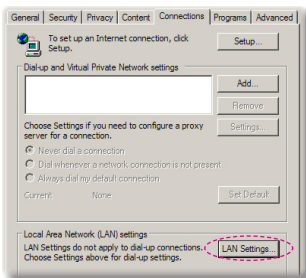 General Security Privacy Content Connections Programs Advanced
To set up an Internet connection, click Setup.
Setup...
Dial-up and Virtual Private Network settings
Add...
Remove
Choose Settings if you need to configure a proxy server for a connection.
Settings...
Never dial a connection
Dial whenever a network connection is not present
Always dial my default connection
Current None
Set Default
Local Area Network (LAN) settings
LAN Settings do not apply to dial-up connections.
Choose Settings above for dial-up settings.
LAN Settings...